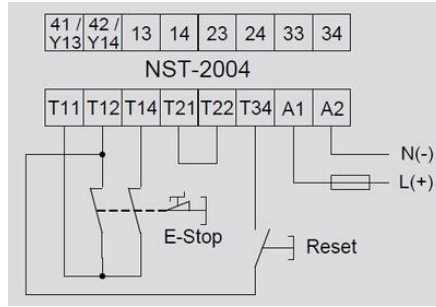 41 / Y13 42 / Y14 13 14 23 24 33 34
NST-2004
T11 T12 T14 T21 T22 T34 A1 A2
N(-)
L(+)
E-Stop
Reset